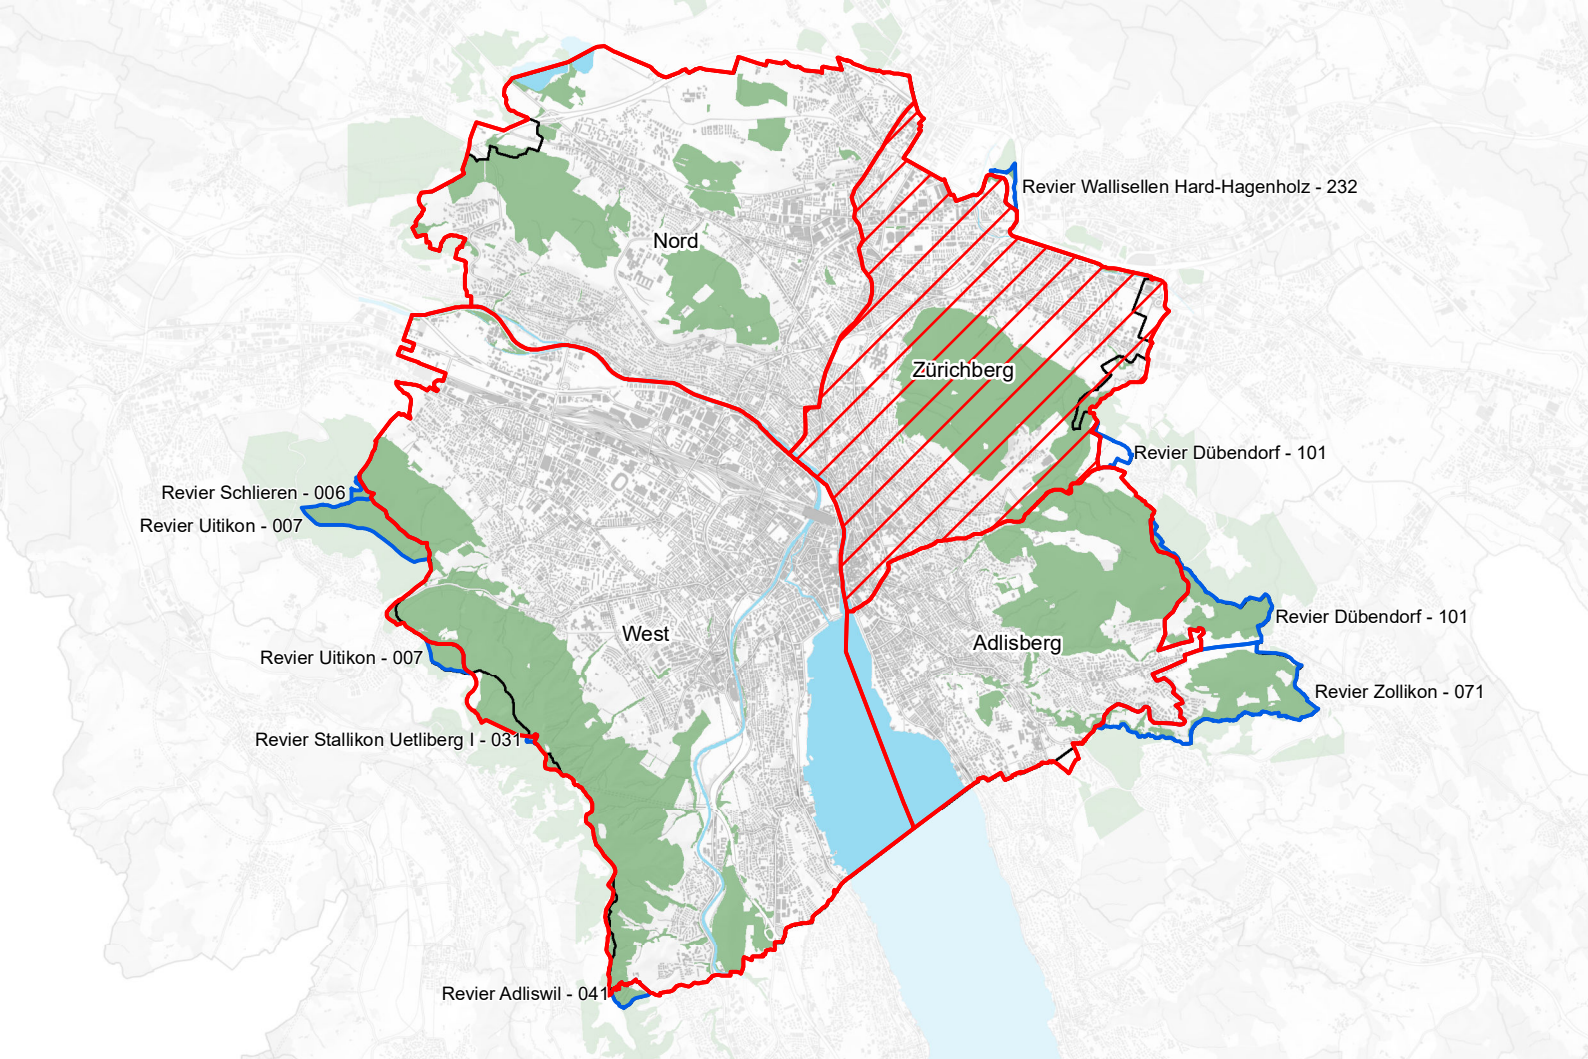 Revier Wallisellen Hard-Hagenholz - 232
Nord
Zürichberg
Revier Dübendorf - 101
Revier Schlieren - 006
Revier Uitikon - 007
Revier Dübendorf - 101
West
Adlisberg
Revier Uitikon - 007
Revier Zollikon - 071
Revier Stallikon Uetliberg I - 031
Revier Adliswil - 041